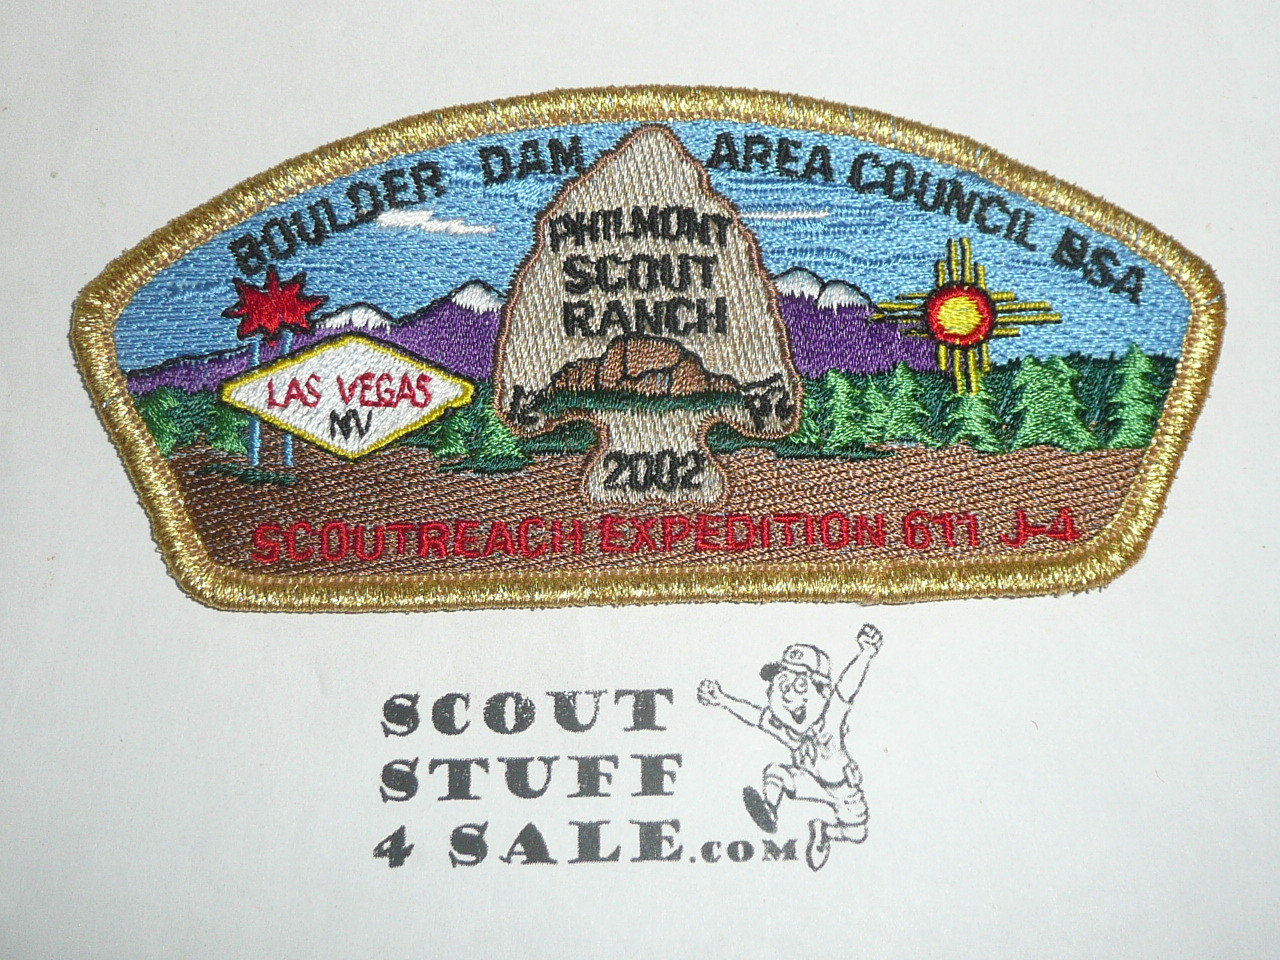 BOULDER DAM AREA COUNCIL BSA
PHILMONT
SCOUT
RANCH
LAS VEGAS
NV
2002
SCOUTREACH EXPEDITION 611 J-4
SCOUT
STUFF
4 SALE.COM